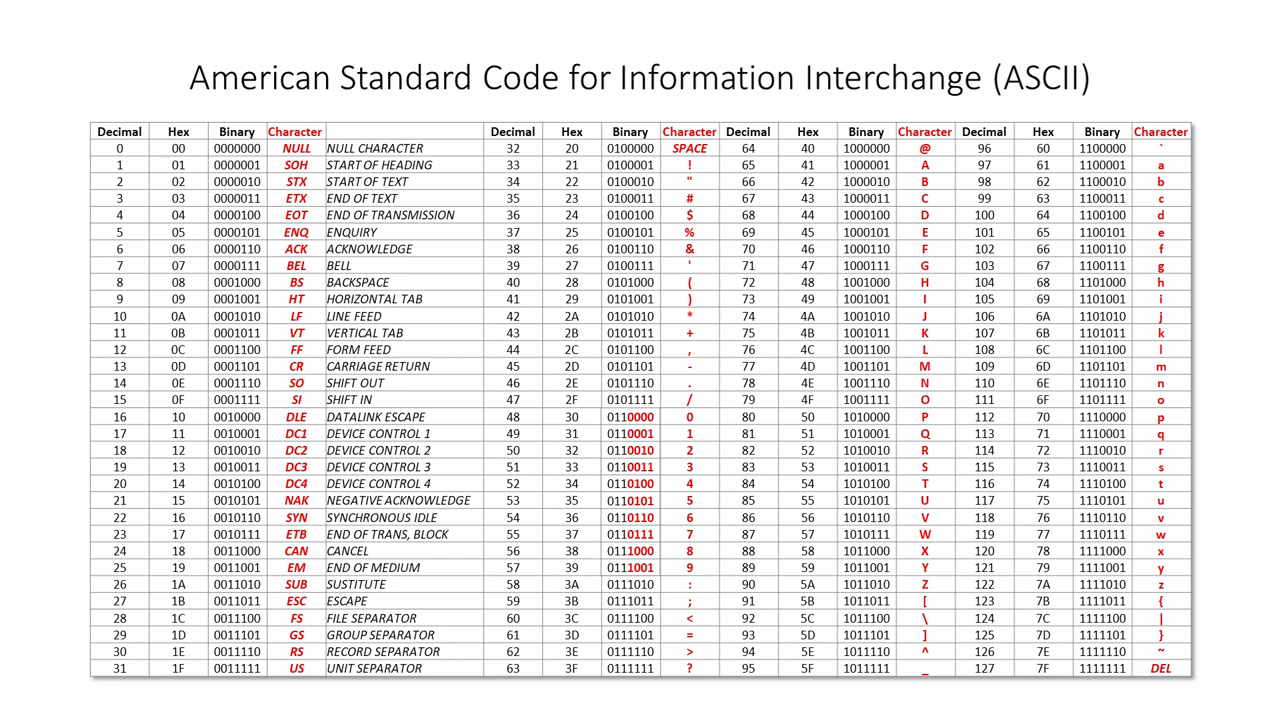 American Standard Code for Information Interchange (ASCII)
Decimal Hex Binary Character Decimal Hex Binary Character Decimal Hex Binary Character Decimal Hex Binary Character
0 00 0000000 NULL NULL CHARACTER 32 20 0100000 SPACE 64 40 1000000 @ 96 60 1100000 `
1 01 0000001 SOH START OF HEADING 33 21 0100001 ! 65 41 1000001 A 97 61 1100001 a
2 02 0000010 STX START OF TEXT 34 22 0100010 " 66 42 1000010 B 98 62 1100010 b
3 03 0000011 ETX END OF TEXT 35 23 0100011 # 67 43 1000011 C 99 63 1100011 c
4 04 0000100 EOT END OF TRANSMISSION 36 24 0100100 $ 68 44 1000100 D 100 64 1100100 d
5 05 0000101 ENQ ENQUIRY 37 25 0100101 % 69 45 1000101 E 101 65 1100101 e
6 06 0000110 ACK ACKNOWLEDGE 38 26 0100110 & 70 46 1000110 F 102 66 1100110 f
7 07 0000111 BEL BELL 39 27 0100111 ' 71 47 1000111 G 103 67 1100111 g
8 08 0001000 BS BACKSPACE 40 28 0101000 ( 72 48 1001000 H 104 68 1101000 h
9 09 0001001 HT HORIZONTAL TAB 41 29 0101001 ) 73 49 1001001 I 105 69 1101001 i
10 0A 0001010 LF LINE FEED 42 2A 0101010 * 74 4A 1001010 J 106 6A 1101010 j
11 0B 0001011 VT VERTICAL TAB 43 2B 0101011 + 75 4B 1001011 K 107 6B 1101011 k
12 0C 0001100 FF FORM FEED 44 2C 0101100 , 76 4C 1001100 L 108 6C 1101100 l
13 0D 0001101 CR CARRIAGE RETURN 45 2D 0101101 - 77 4D 1001101 M 109 6D 1101101 m
14 0E 0001110 SO SHIFT OUT 46 2E 0101110 . 78 4E 1001110 N 110 6E 1101110 n
15 0F 0001111 SI SHIFT IN 47 2F 0101111 / 79 4F 1001111 O 111 6F 1101111 o
16 10 0010000 DLE DATALINK ESCAPE 48 30 0110000 0 80 50 1010000 P 112 70 1110000 p
17 11 0010001 DC1 DEVICE CONTROL 1 49 31 0110001 1 81 51 1010001 Q 113 71 1110001 q
18 12 0010010 DC2 DEVICE CONTROL 2 50 32 0110010 2 82 52 1010010 R 114 72 1110010 r
19 13 0010011 DC3 DEVICE CONTROL 3 51 33 0110011 3 83 53 1010011 S 115 73 1110011 s
20 14 0010100 DC4 DEVICE CONTROL 4 52 34 0110100 4 84 54 1010100 T 116 74 1110100 t
21 15 0010101 NAK NEGATIVE ACKNOWLEDGE 53 35 0110101 5 85 55 1010101 U 117 75 1110101 u
22 16 0010110 SYN SYNCHRONOUS IDLE 54 36 0110110 6 86 56 1010110 V 118 76 1110110 v
23 17 0010111 ETB END OF TRANS, BLOCK 55 37 0110111 7 87 57 1010111 W 119 77 1110111 w
24 18 0011000 CAN CANCEL 56 38 0111000 8 88 58 1011000 X 120 78 1111000 x
25 19 0011001 EM END OF MEDIUM 57 39 0111001 9 89 59 1011001 Y 121 79 1111001 y
26 1A 0011010 SUB SUSTITUTE 58 3A 0111010 : 90 5A 1011010 Z 122 7A 1111010 z
27 1B 0011011 ESC ESCAPE 59 3B 0111011 ; 91 5B 1011011 [ 123 7B 1111011 {
28 1C 0011100 FS FILE SEPARATOR 60 3C 0111100 < 92 5C 1011100 \ 124 7C 1111100 |
29 1D 0011101 GS GROUP SEPARATOR 61 3D 0111101 = 93 5D 1011101 ] 125 7D 1111101 }
30 1E 0011110 RS RECORD SEPARATOR 62 3E 0111110 > 94 5E 1011110 ^ 126 7E 1111110 ~
31 1F 0011111 US UNIT SEPARATOR 63 3F 0111111 ? 95 5F 1011111 _ 127 7F 1111111 DEL